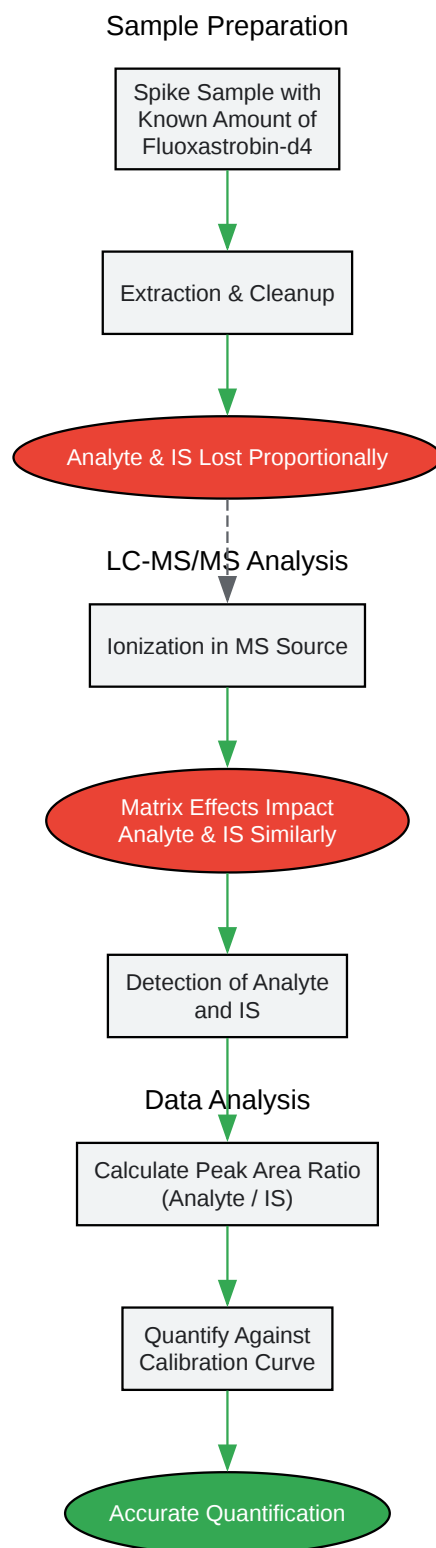 Sample Preparation
Spike Sample with
Known Amount of
Fluoxastrobin-d4
Extraction & Cleanup
Analyte & IS Lost Proportionally
LC-MS/MS Analysis
Ionization in MS Source
Matrix Effects Impact
Analyte & IS Similarly
Detection of Analyte
and IS
Data Analysis
Calculate Peak Area Ratio
(Analyte / IS)
Quantify Against
Calibration Curve
Accurate Quantification